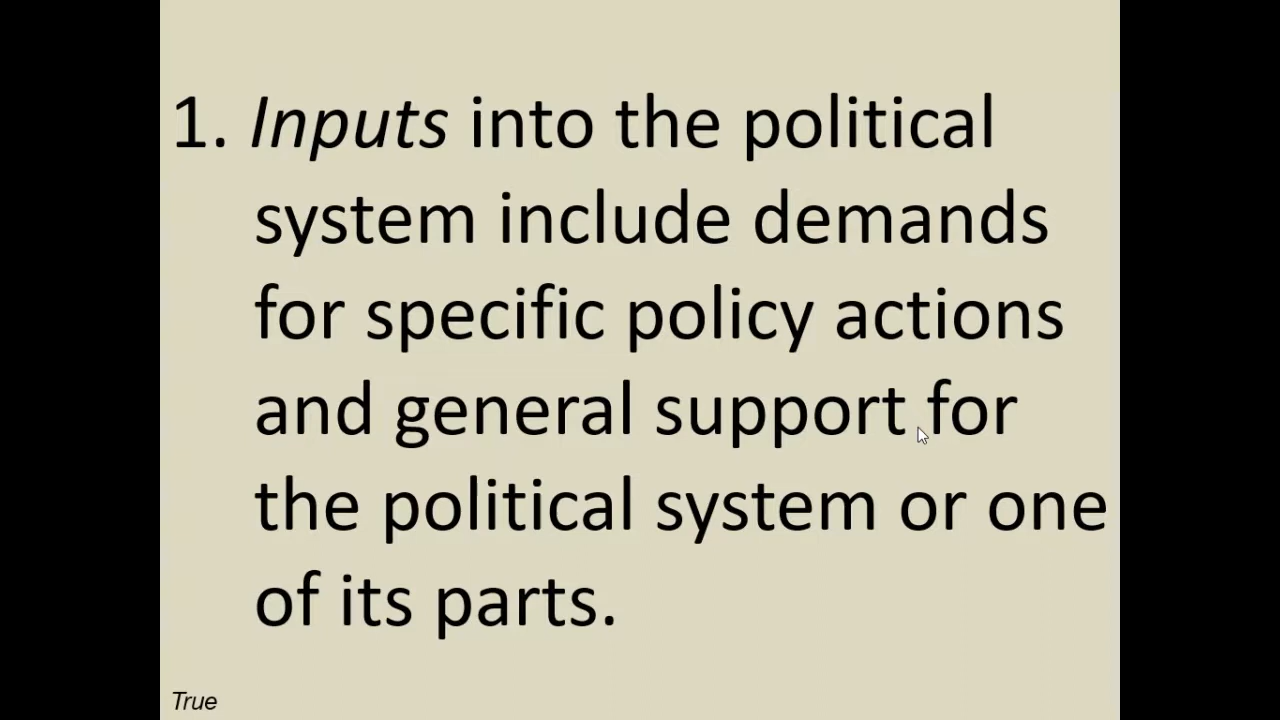 1. Inputs into the political
system include demands
for specific policy actions
and general support for
the political system or one
of its parts.
True